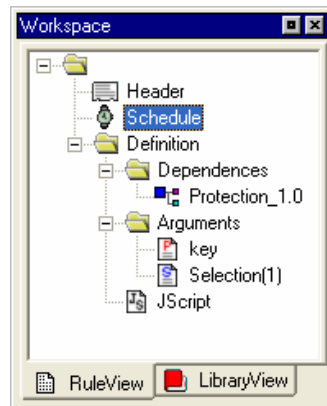 Workspace
Header
Schedule
Definition
Dependences
Protection_1.0
Arguments
key
Selection(1)
JScript
RuleView LibraryView